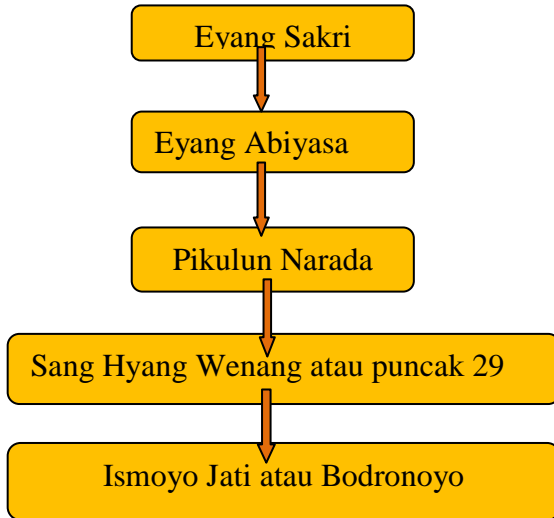 Eyang Sakri
Eyang Abiyasa
Pikulun Narada
Sang Hyang Wenang atau puncak 29
Ismoyo Jati atau Bodronoyo